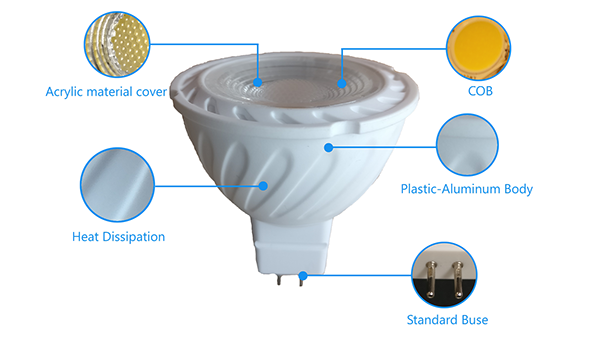 Acrylic material cover
COB
Plastic-Aluminum Body
Heat Dissipation
Standard Buse